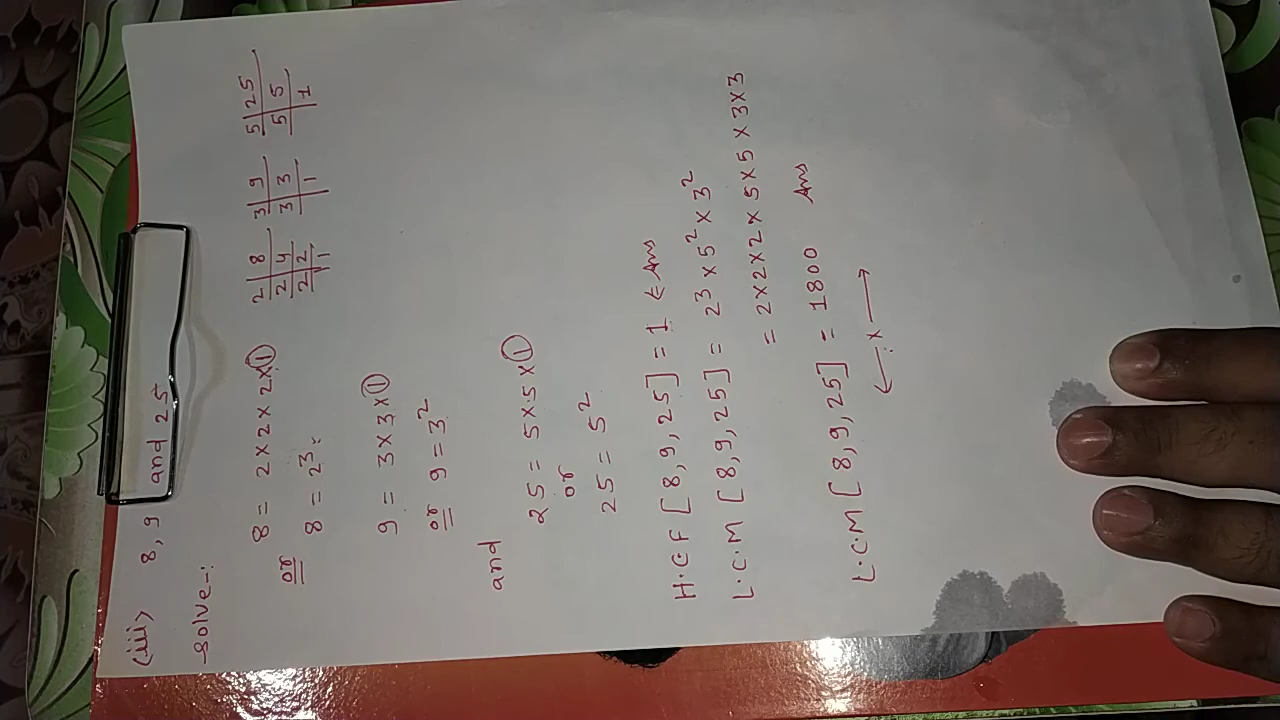 (iii) 8, 9 and 25
solve-:
8 = 2 × 2 × 2 × 1
or
8 = 2³
2 | 8
2 | 4
2 | 2
1
3 | 9
3 | 3
1
5 | 25
5 | 5
1
9 = 3 × 3 × 1
or 9 = 3²
and
25 = 5 × 5 × 1
or
25 = 5²
H.C.F [8, 9, 25] = 1 ← Ans
L.C.M [8, 9, 25] = 2³ × 5² × 3²
= 2 × 2 × 2 × 5 × 5 × 3 × 3
L.C.M [8, 9, 25] = 1800 Ans
← x →